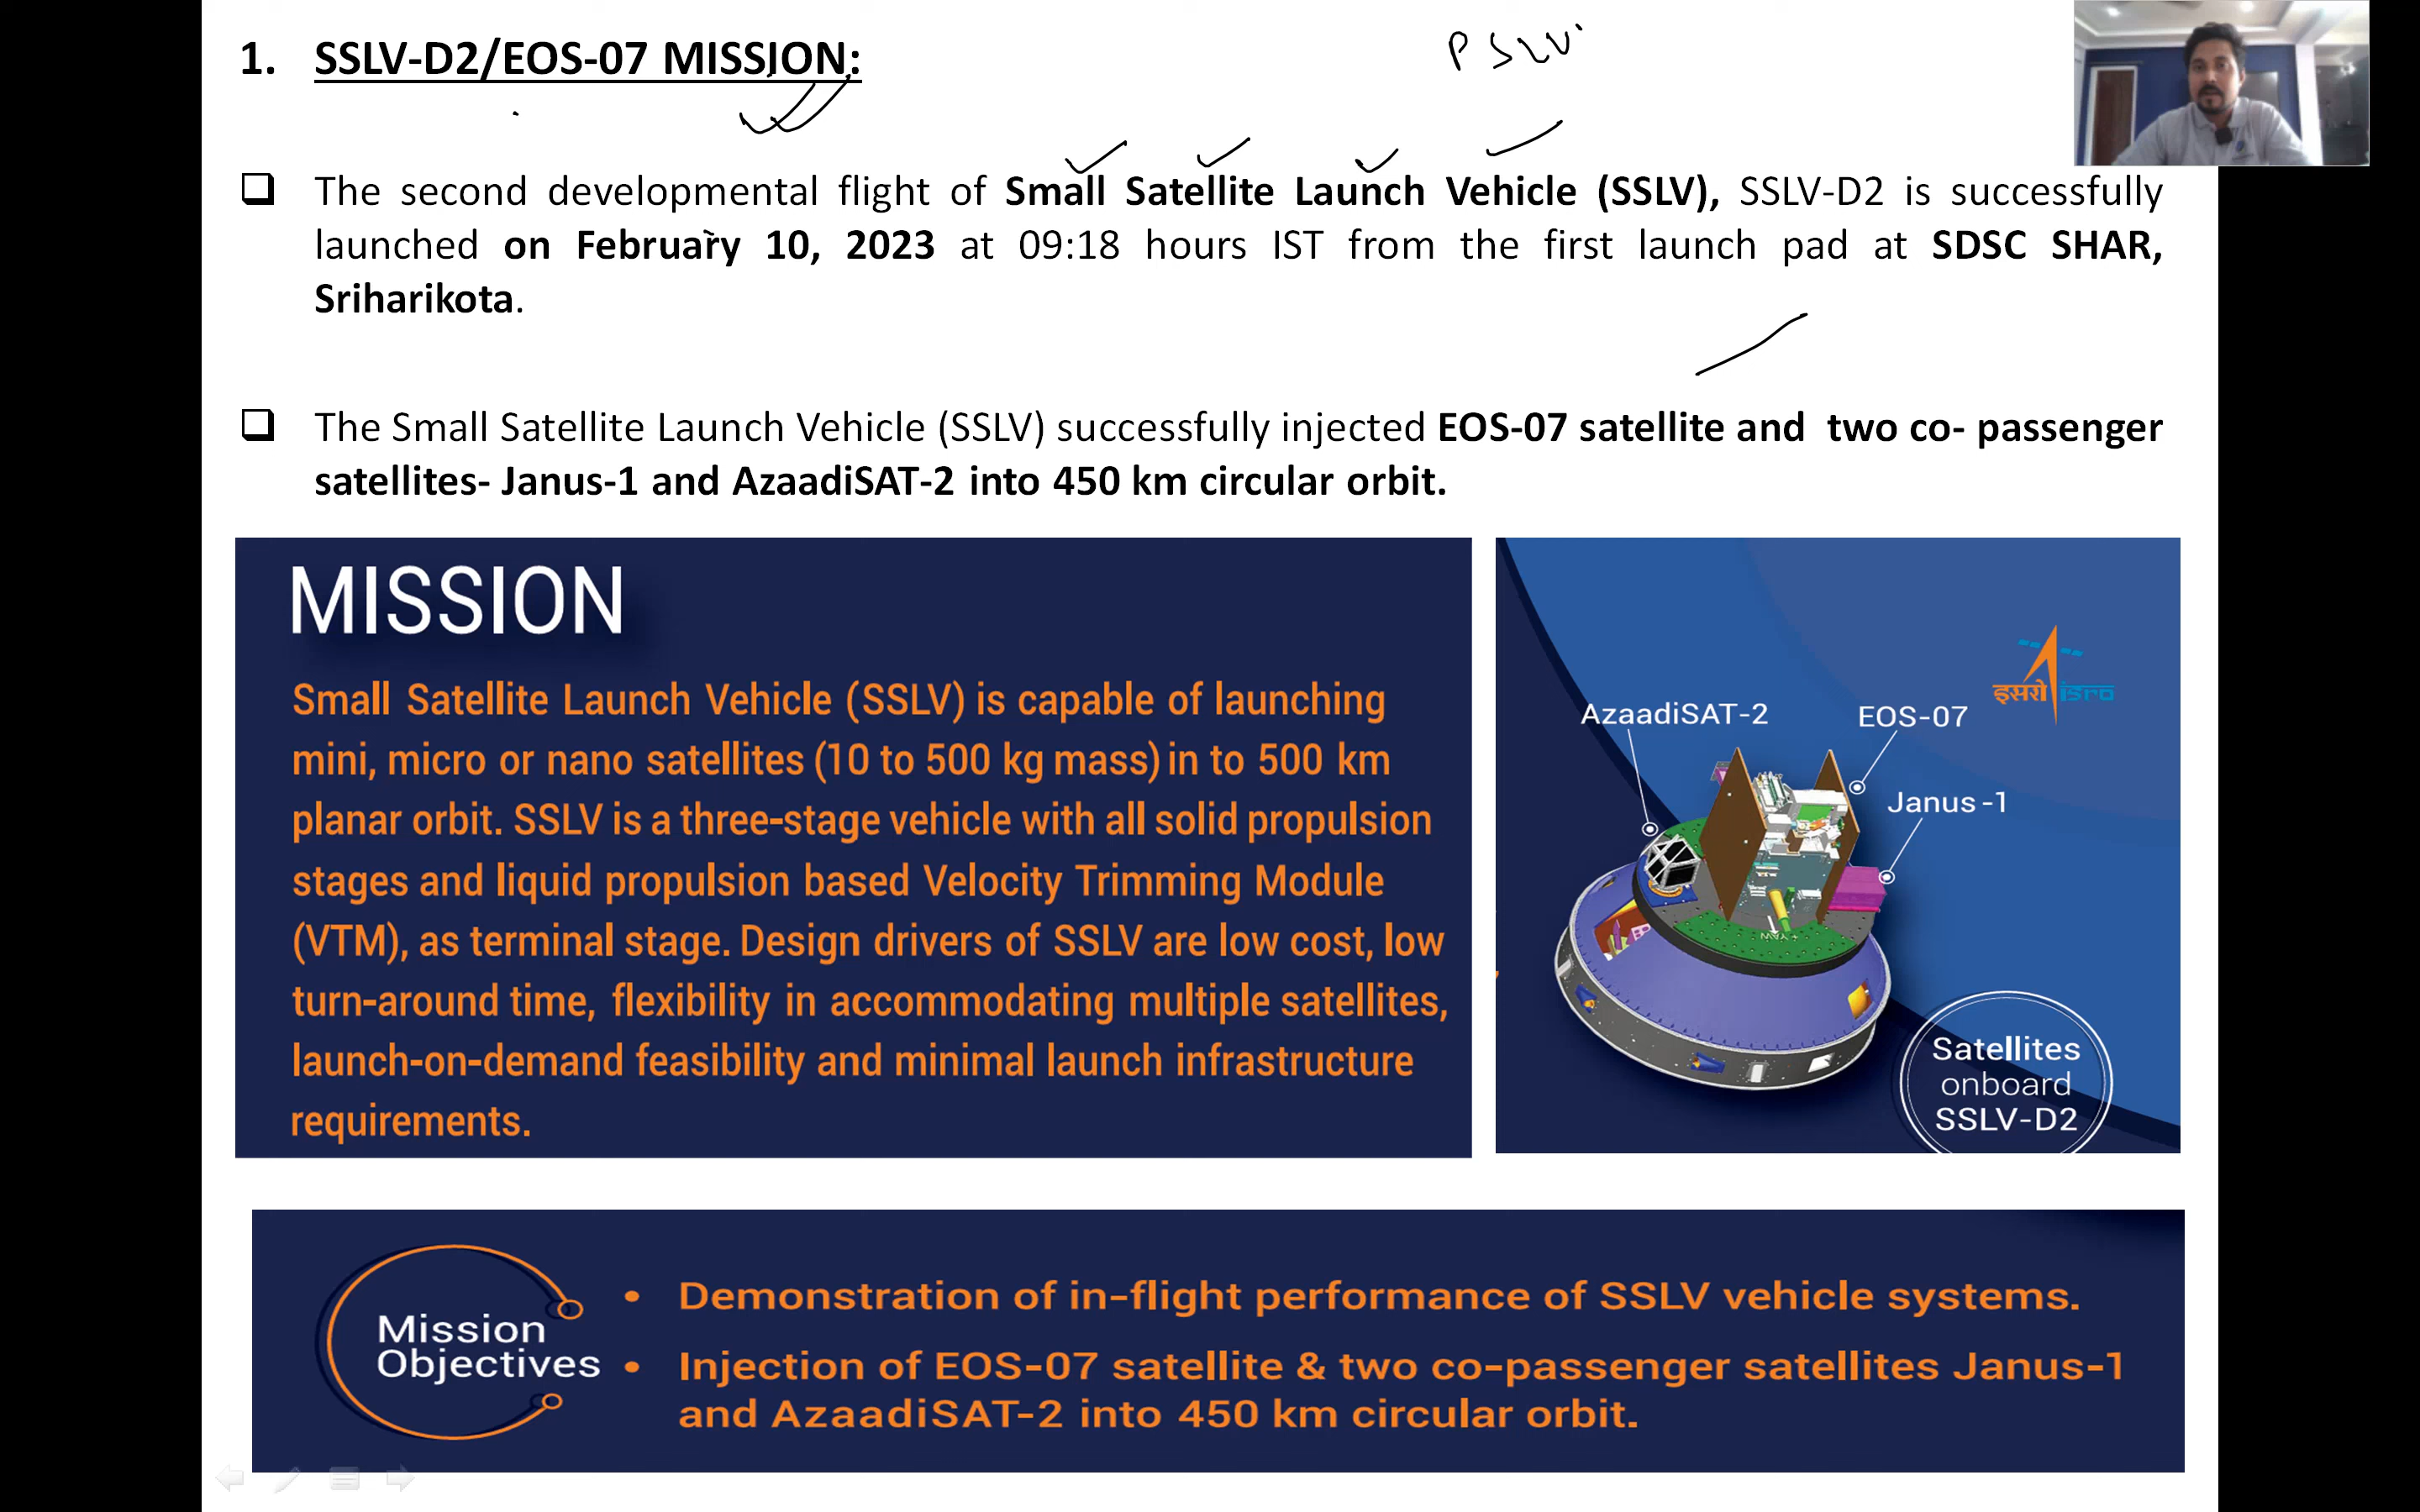 PSLV
1. SSLV-D2/EOS-07 MISSION:
❑ The second developmental flight of Small Satellite Launch Vehicle (SSLV), SSLV-D2 is successfully
launched on February 10, 2023 at 09:18 hours IST from the first launch pad at SDSC SHAR,
Sriharikota.
❑ The Small Satellite Launch Vehicle (SSLV) successfully injected EOS-07 satellite and two co- passenger
satellites- Janus-1 and AzaadiSAT-2 into 450 km circular orbit.
MISSION
Small Satellite Launch Vehicle (SSLV) is capable of launching
mini, micro or nano satellites (10 to 500 kg mass) in to 500 km
planar orbit. SSLV is a three-stage vehicle with all solid propulsion
stages and liquid propulsion based Velocity Trimming Module
(VTM), as terminal stage. Design drivers of SSLV are low cost, low
turn-around time, flexibility in accommodating multiple satellites,
launch-on-demand feasibility and minimal launch infrastructure
requirements.
इसरो isro
AzaadiSAT-2
EOS-07
Janus -1
Satellites
onboard
SSLV-D2
Mission
Objectives
• Demonstration of in-flight performance of SSLV vehicle systems.
• Injection of EOS-07 satellite & two co-passenger satellites Janus-1
and AzaadiSAT-2 into 450 km circular orbit.